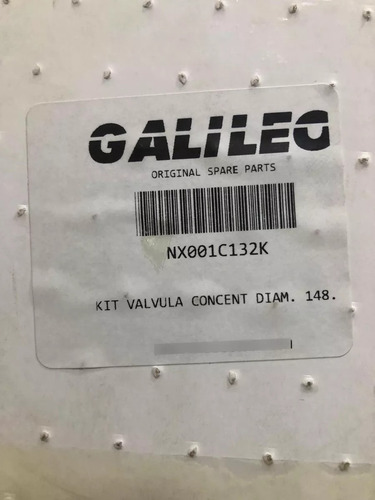 GALILEO
ORIGINAL SPARE PARTS
NX001C132K
KIT VALVULA CONCENT DIAM. 148.